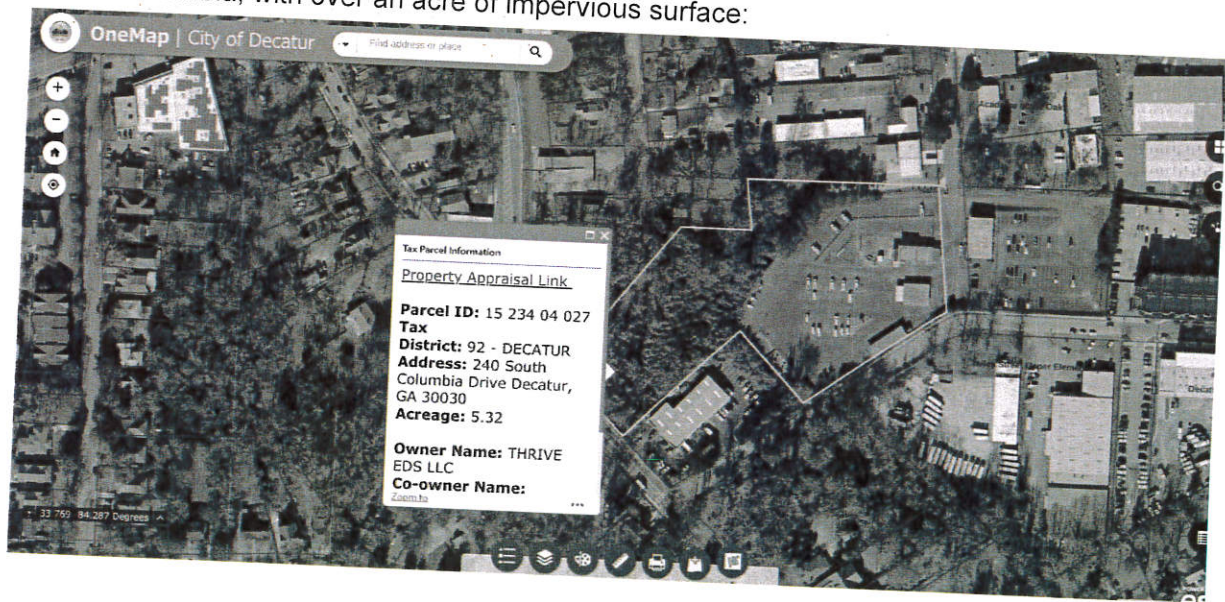 with over an acre of impervious surface:
OneMap | City of Decatur
Find address or place
Tax Parcel Information
Property Appraisal Link
Parcel ID: 15 234 04 027
Tax
District: 92 - DECATUR
Address: 240 South
Columbia Drive Decatur,
GA 30030
Acreage: 5.32
Owner Name: THRIVE
EDS LLC
Co-owner Name:
Zoom to
33.769 -84.287 Degrees